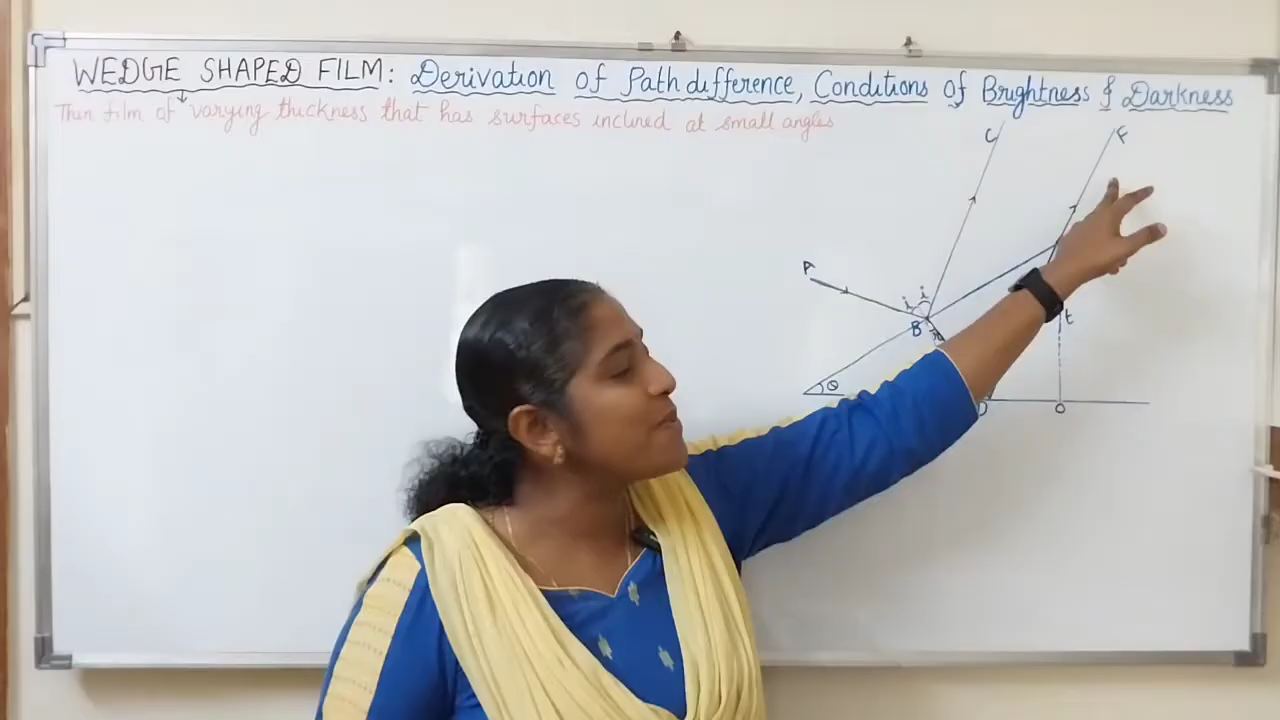 WEDGE SHAPED FILM: Derivation of Path difference, Conditions of Brightness & Darkness
Thin film of varying thickness that has surfaces inclined at small angles
C
F
A
i
i
B
r
t
θ
D
O